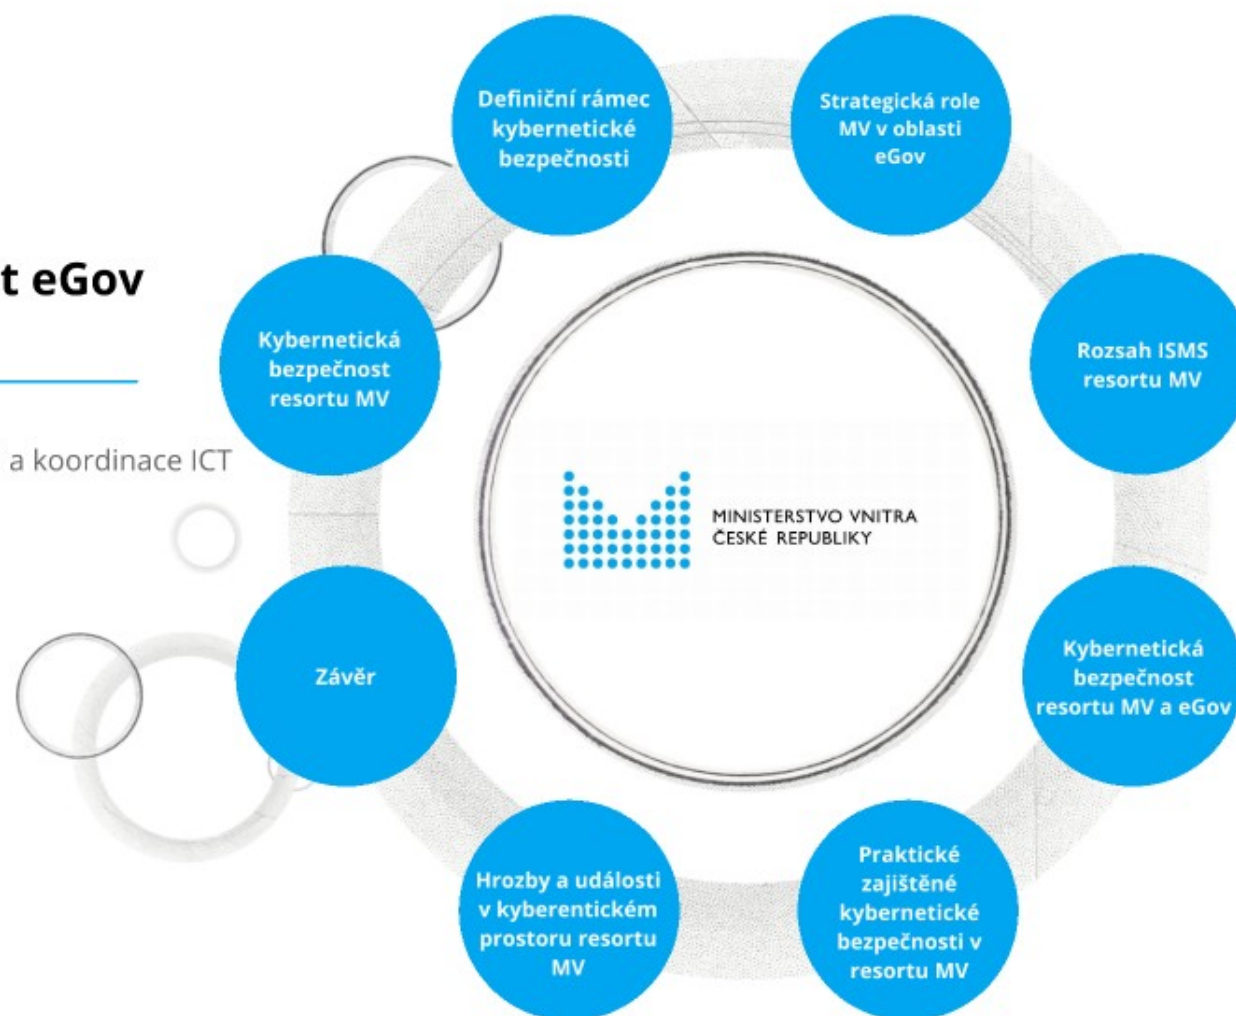 t eGov
a koordinace ICT
Kybernetická
bezpečnost
resortu MV
Definiční rámec
kybernetické
bezpečnosti
Strategická role
MV v oblasti
eGov
Rozsah ISMS
resortu MV
Kybernetická
bezpečnost
resortu MV a eGov
Praktické
zajištěné
kybernetické
bezpečnosti v
resortu MV
Hrozby a události
v kyberentickém
prostoru resortu
MV
Závěr
MINISTERSTVO VNITRA
ČESKÉ REPUBLIKY